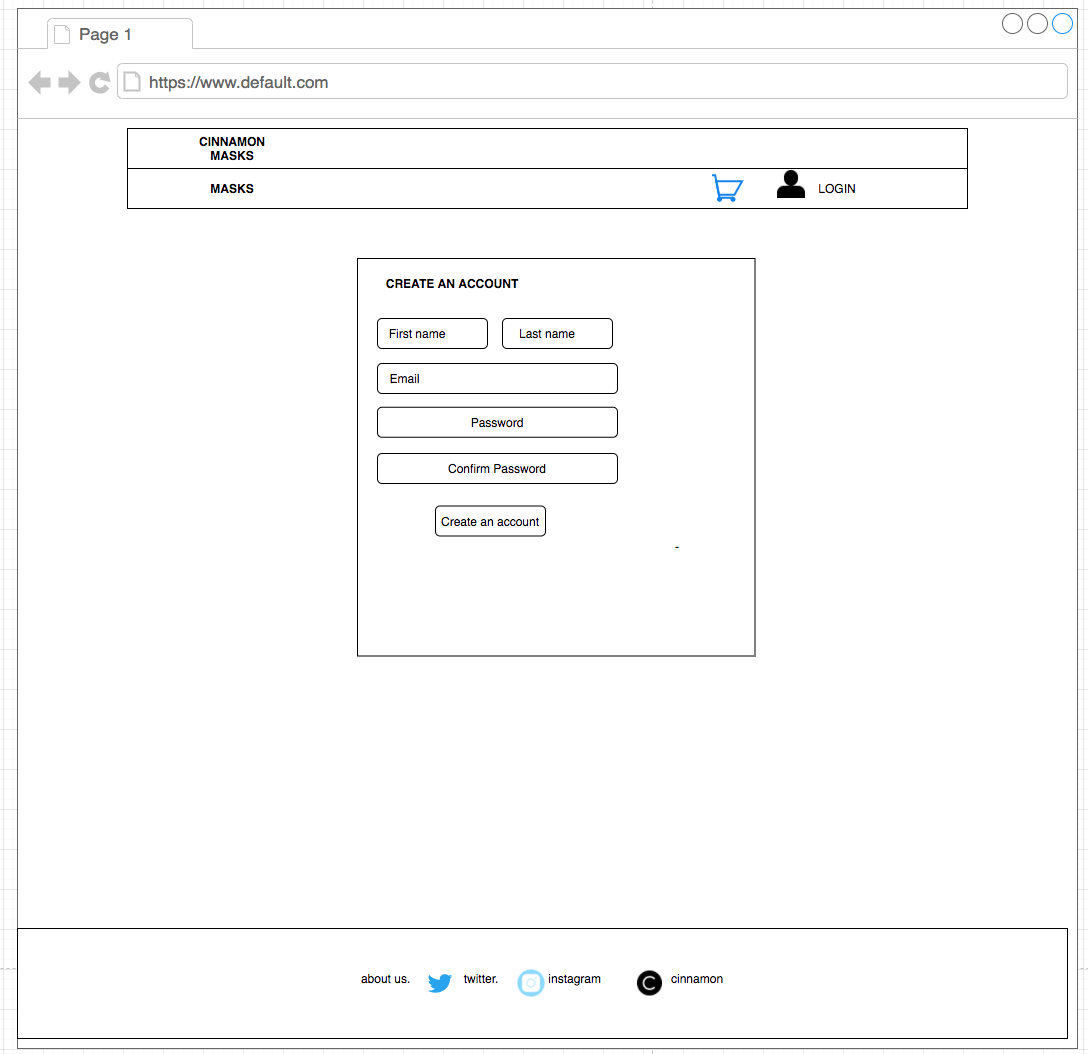 Page 1
https://www.default.com
CINNAMON
MASKS
MASKS
LOGIN
CREATE AN ACCOUNT
First name
Last name
Email
Password
Confirm Password
Create an account
-
about us.
twitter.
instagram
C
cinnamon